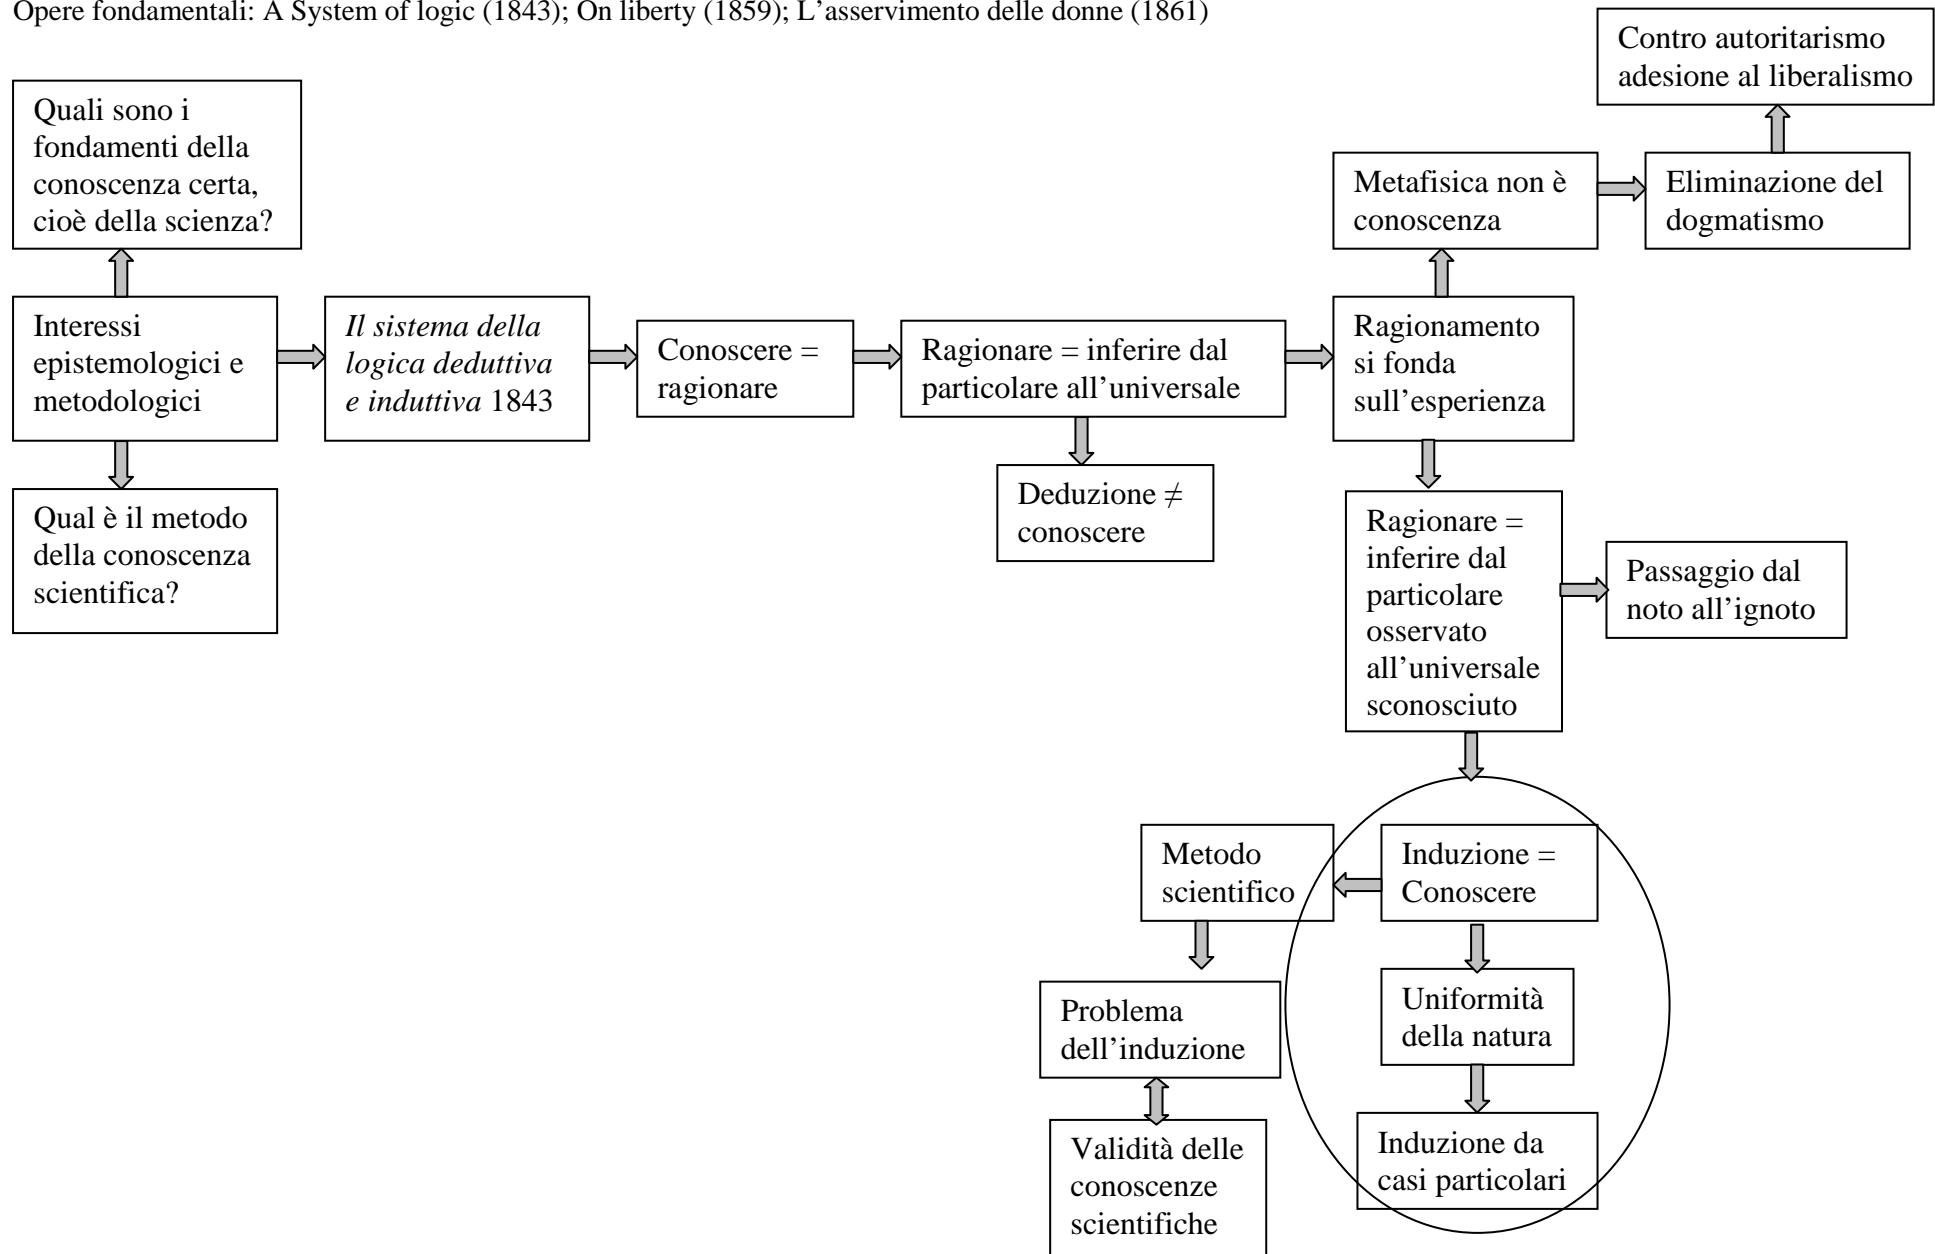 Opere fondamentali: A System of logic (1843); On liberty (1859); L’asservimento delle donne (1861)
Contro autoritarismo
adesione al liberalismo
Quali sono i
fondamenti della
conoscenza certa,
cioè della scienza?
Metafisica non è
conoscenza
Eliminazione del
dogmatismo
Interessi
epistemologici e
metodologici
Il sistema della
logica deduttiva
e induttiva 1843
Conoscere =
ragionare
Ragionare = inferire dal
particolare all’universale
Ragionamento
si fonda
sull’esperienza
Deduzione ≠
conoscere
Qual è il metodo
della conoscenza
scientifica?
Ragionare =
inferire dal
particolare
osservato
all’universale
sconosciuto
Passaggio dal
noto all’ignoto
Metodo
scientifico
Induzione =
Conoscere
Problema
dell’induzione
Uniformità
della natura
Validità delle
conoscenze
scientifiche
Induzione da
casi particolari